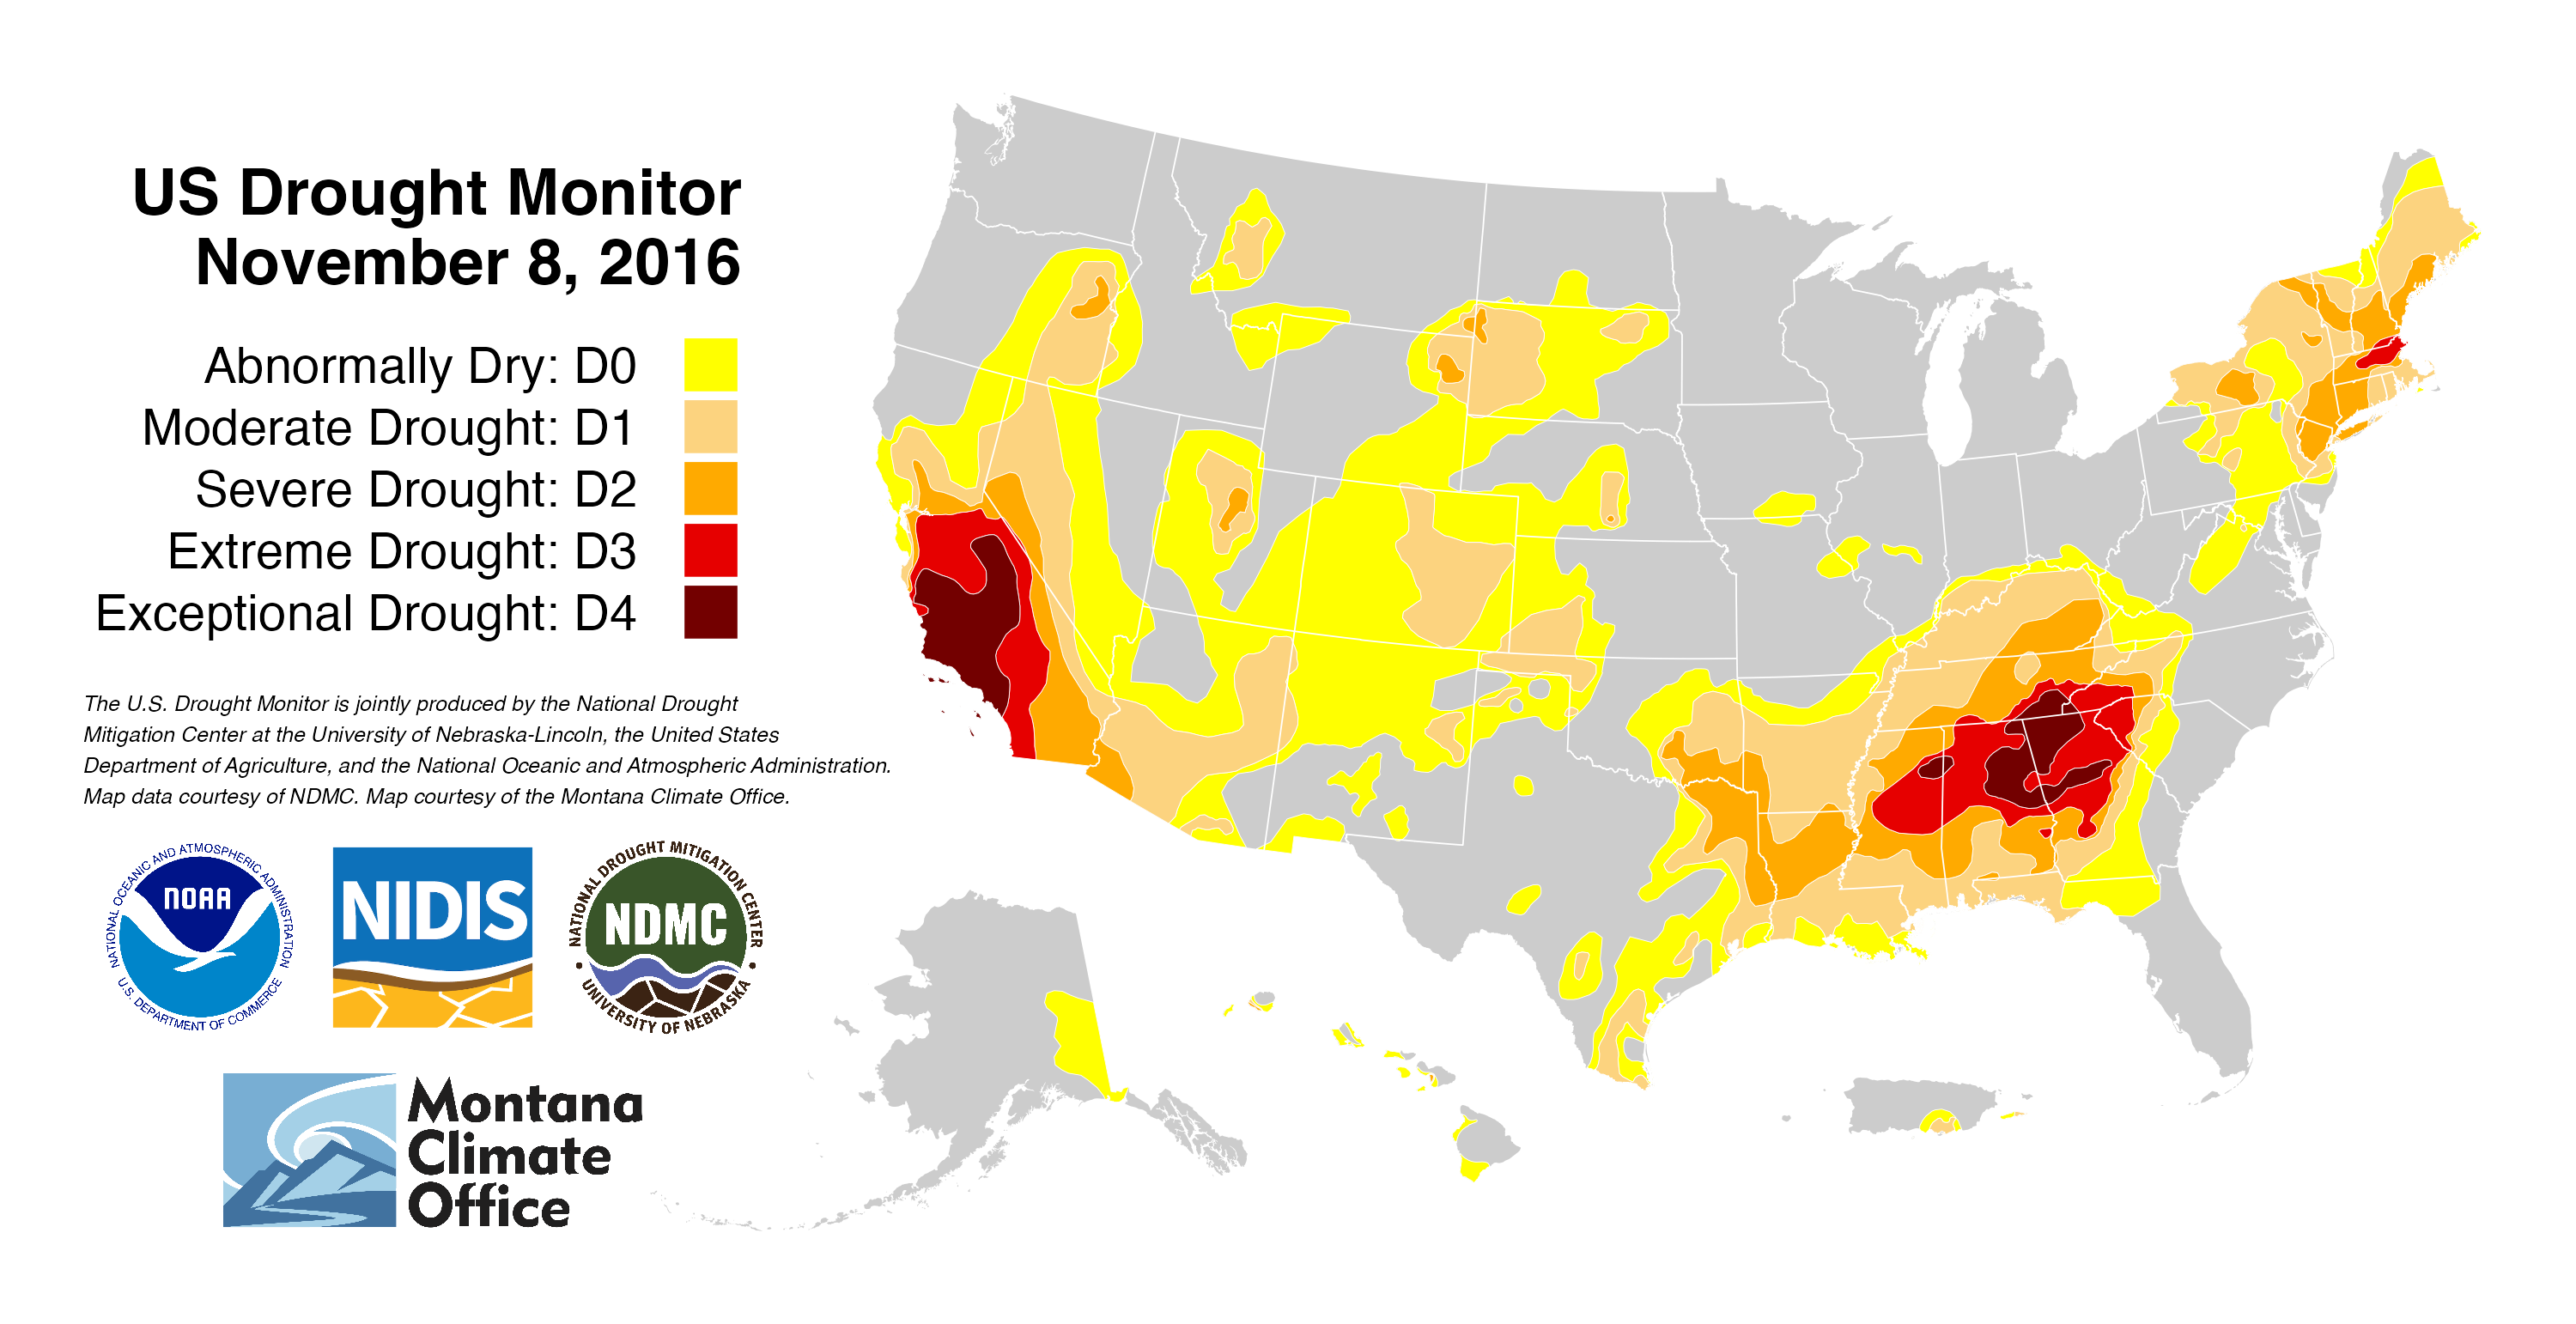 US Drought Monitor
November 8, 2016
Abnormally Dry: D0
Moderate Drought: D1
Severe Drought: D2
Extreme Drought: D3
Exceptional Drought: D4
The U.S. Drought Monitor is jointly produced by the National Drought
Mitigation Center at the University of Nebraska-Lincoln, the United States
Department of Agriculture, and the National Oceanic and Atmospheric Administration.
Map data courtesy of NDMC. Map courtesy of the Montana Climate Office.
NATIONAL OCEANIC AND ATMOSPHERIC ADMINISTRATION
NOAA
U.S. DEPARTMENT OF COMMERCE
NIDIS
NATIONAL DROUGHT MITIGATION CENTER
NDMC
UNIVERSITY OF NEBRASKA
Montana
Climate
Office